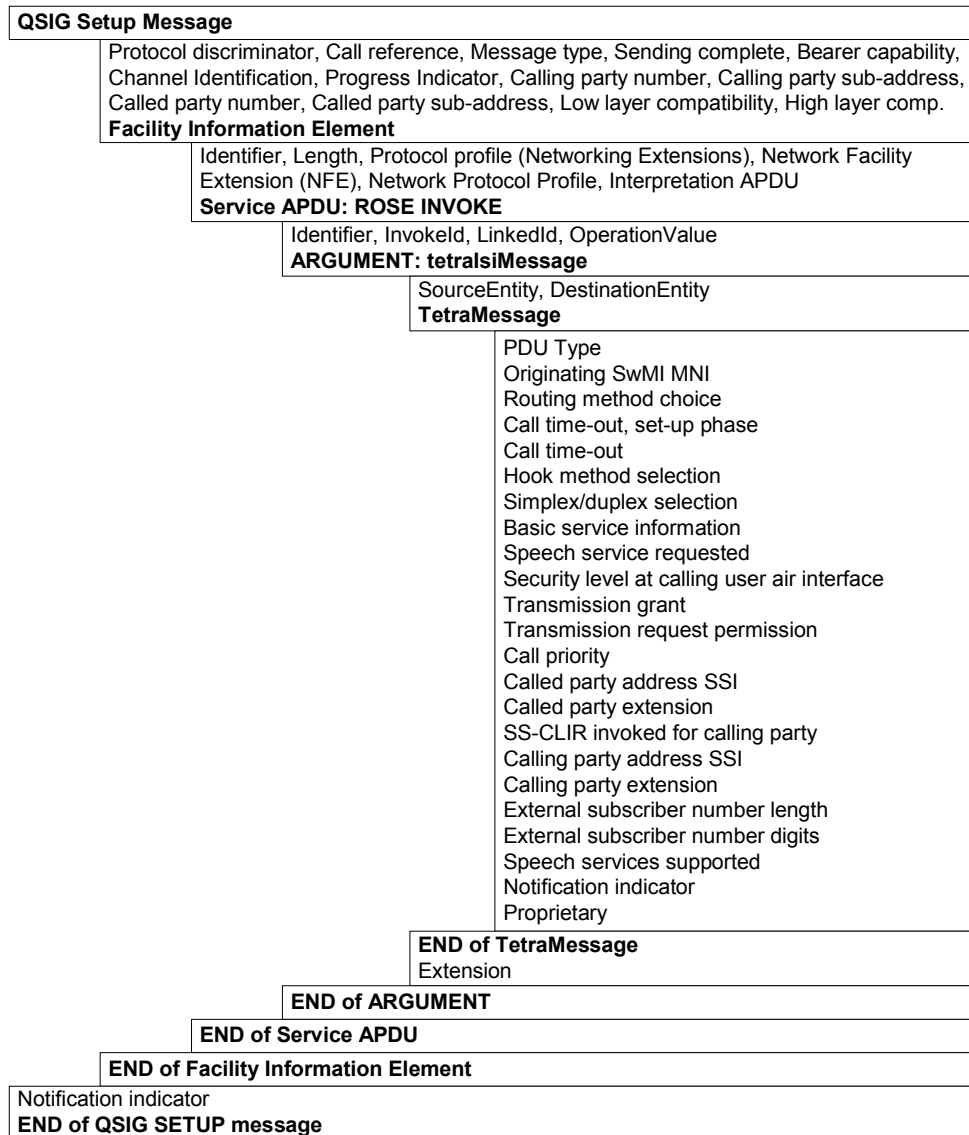 QSIG Setup Message
Protocol discriminator, Call reference, Message type, Sending complete, Bearer capability,
Channel Identification, Progress Indicator, Calling party number, Calling party sub-address,
Called party number, Called party sub-address, Low layer compatibility, High layer comp.
Facility Information Element
Identifier, Length, Protocol profile (Networking Extensions), Network Facility
Extension (NFE), Network Protocol Profile, Interpretation APDU
Service APDU: ROSE INVOKE
Identifier, InvokeId, LinkedId, OperationValue
ARGUMENT: tetraIsiMessage
SourceEntity, DestinationEntity
TetraMessage
PDU Type
Originating SwMI MNI
Routing method choice
Call time-out, set-up phase
Call time-out
Hook method selection
Simplex/duplex selection
Basic service information
Speech service requested
Security level at calling user air interface
Transmission grant
Transmission request permission
Call priority
Called party address SSI
Called party extension
SS-CLIR invoked for calling party
Calling party address SSI
Calling party extension
External subscriber number length
External subscriber number digits
Speech services supported
Notification indicator
Proprietary
END of TetraMessage
Extension
END of ARGUMENT
END of Service APDU
END of Facility Information Element
Notification indicator
END of QSIG SETUP message